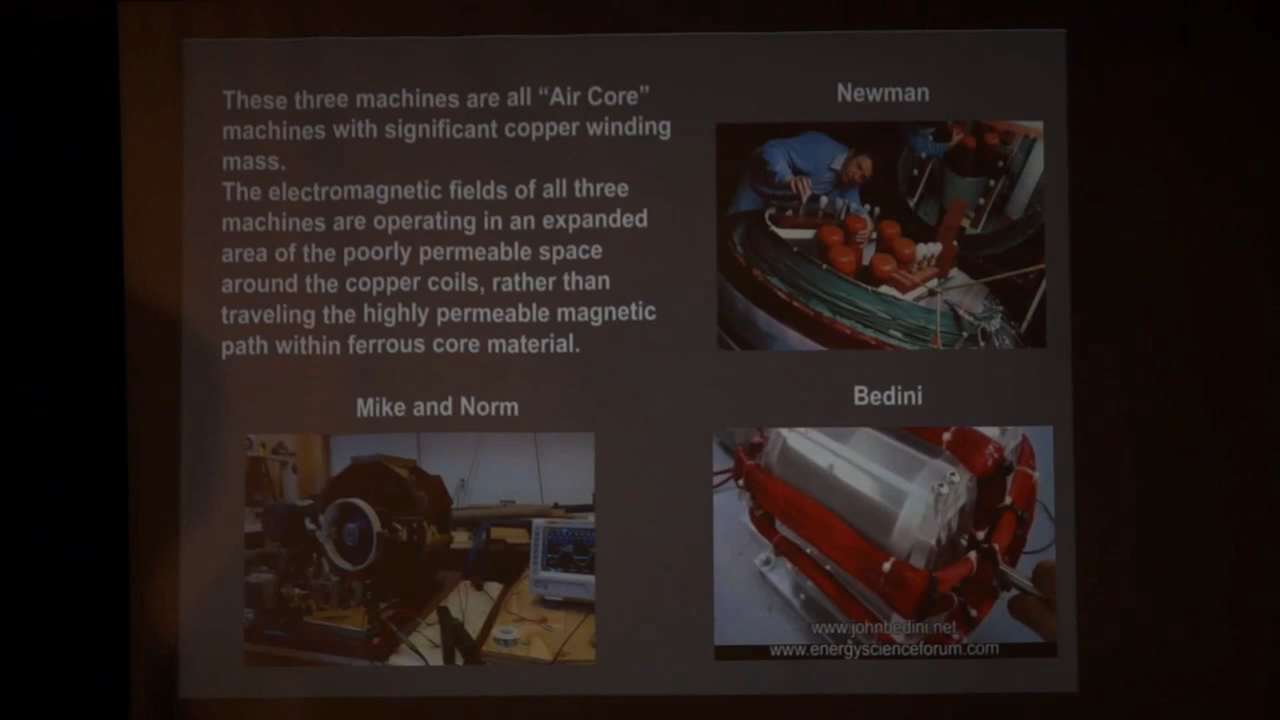 These three machines are all “Air Core”
machines with significant copper winding
mass.
The electromagnetic fields of all three
machines are operating in an expanded
area of the poorly permeable space
around the copper coils, rather than
traveling the highly permeable magnetic
path within ferrous core material.
Newman
Mike and Norm
Bedini
www.johnbedini.net
www.energyscienceforum.com